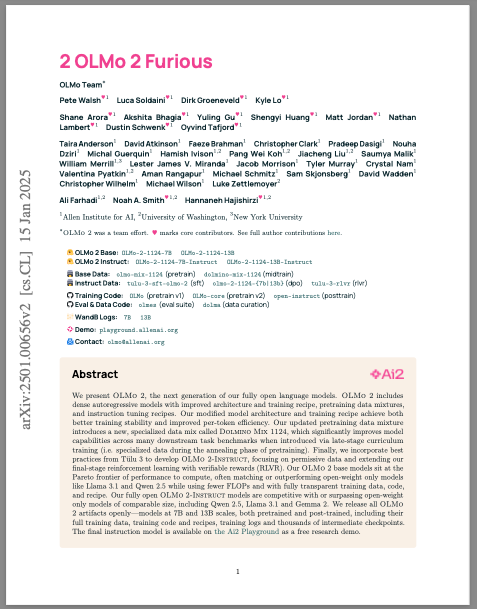 2 OLMo 2 Furious
OLMo Team*
Pete Walsh♥1 Luca Soldaini♥1 Dirk Groeneveld♥1 Kyle Lo♥1
Shane Arora♥1 Akshita Bhagia♥1 Yuling Gu♥1 Shengyi Huang♥1 Matt Jordan♥1 Nathan
Lambert♥1 Dustin Schwenk♥1 Oyvind Tafjord♥1
Taira Anderson1 David Atkinson1 Faeze Brahman1 Christopher Clark1 Pradeep Dasigi1 Nouha
Dziri1 Michal Guerquin1 Hamish Ivison1,2 Pang Wei Koh1,2 Jiacheng Liu1,2 Saumya Malik1
William Merrill1,3 Lester James V. Miranda1 Jacob Morrison1 Tyler Murray1 Crystal Nam1
Valentina Pyatkin1,2 Aman Rangapur1 Michael Schmitz1 Sam Skjonsberg1 David Wadden1
Christopher Wilhelm1 Michael Wilson1 Luke Zettlemoyer2
Ali Farhadi1,2 Noah A. Smith♥1,2 Hannaneh Hajishirzi♥1,2
1Allen Institute for AI, 2University of Washington, 3New York University
*OLMo 2 was a team effort. ♥ marks core contributors. See full author contributions here.
OLMo 2 Base: OLMo-2-1124-7B OLMo-2-1124-13B
OLMo 2 Instruct: OLMo-2-1124-7B-Instruct OLMo-2-1124-13B-Instruct
Base Data: olmo-mix-1124 (pretrain) dolmino-mix-1124 (midtrain)
Instruct Data: tulu-3-sft-olmo-2 (sft) olmo-2-1124-{7b|13b} (dpo) tulu-3-rlvr (rlvr)
Training Code: OLMo (pretrain v1) OLMo-core (pretrain v2) open-instruct (posttrain)
Eval & Data Code: olmes (eval suite) dolma (data curation)
WandB Logs: 7B 13B
Demo: playground.allenai.org
Contact: olmo@allenai.org
Abstract
Ai2
We present OLMo 2, the next generation of our fully open language models. OLMo 2 includes
dense autoregressive models with improved architecture and training recipe, pretraining data mixtures,
and instruction tuning recipes. Our modified model architecture and training recipe achieve both
better training stability and improved per-token efficiency. Our updated pretraining data mixture
introduces a new, specialized data mix called Dolmino Mix 1124, which significantly improves model
capabilities across many downstream task benchmarks when introduced via late-stage curriculum
training (i.e. specialized data during the annealing phase of pretraining). Finally, we incorporate best
practices from Tülu 3 to develop OLMo 2-Instruct, focusing on permissive data and extending our
final-stage reinforcement learning with verifiable rewards (RLVR). Our OLMo 2 base models sit at the
Pareto frontier of performance to compute, often matching or outperforming open-weight only models
like Llama 3.1 and Qwen 2.5 while using fewer FLOPs and with fully transparent training data, code,
and recipe. Our fully open OLMo 2-Instruct models are competitive with or surpassing open-weight
only models of comparable size, including Qwen 2.5, Llama 3.1 and Gemma 2. We release all OLMo
2 artifacts openly—models at 7B and 13B scales, both pretrained and post-trained, including their
full training data, training code and recipes, training logs and thousands of intermediate checkpoints.
The final instruction model is available on the Ai2 Playground as a free research demo.
1
arXiv:2501.00656v2 [cs.CL] 15 Jan 2025